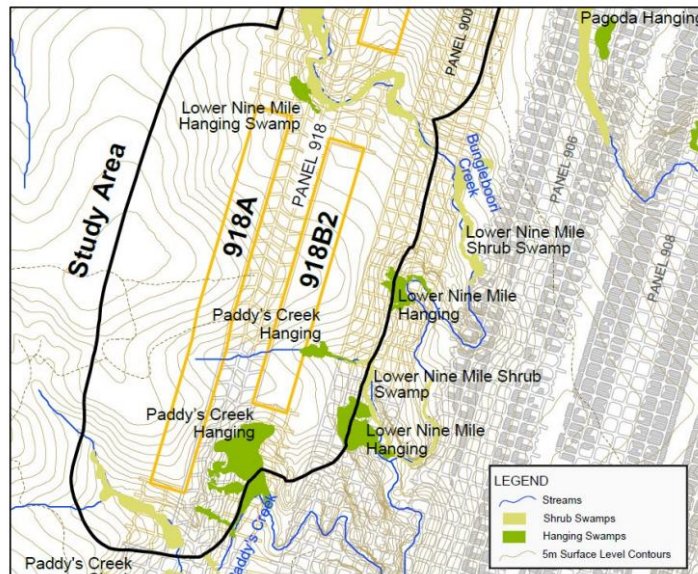 Pagoda Hanging
PANEL 900
Lower Nine Mile
Hanging Swamp
PANEL 918
Bungleboori
Creek
PANEL 906
Study Area
918A
918B2
Lower Nine Mile
Shrub Swamp
PANEL 908
Lower Nine Mile
Hanging
Paddy's Creek
Hanging
Lower Nine Mile Shrub
Swamp
Paddy's Creek
Hanging
Lower Nine Mile
Hanging
LEGEND
Streams
Shrub Swamps
Hanging Swamps
5m Surface Level Contours
Paddy's Creek
Paddy's Creek